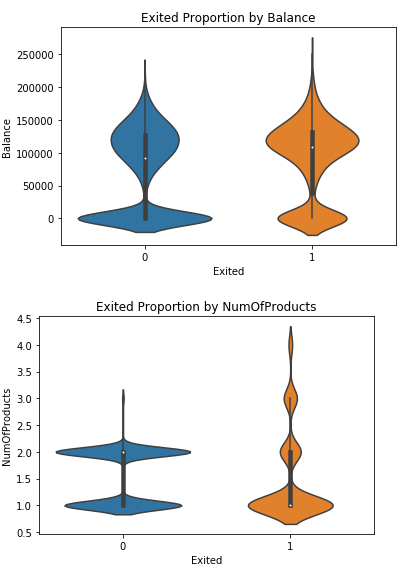 Exited Proportion by Balance
250000
200000
150000
100000
50000
0
Balance
0 1
Exited
Exited Proportion by NumOfProducts
4.5
4.0
3.5
3.0
2.5
2.0
1.5
1.0
0.5
NumOfProducts
0 1
Exited